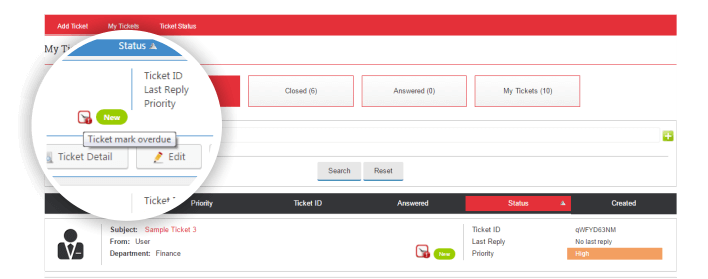 Add Ticket My Tickets Ticket Status
My Ti
Status
Closed (6) Answered (0) My Tickets (10)
Ticket ID
Last Reply
Priority
New
Ticket mark overdue
Ticket Detail Edit
Search Reset
Ticket
Priority Ticket ID Answered Status Created
Subject: Sample Ticket 3
From: User
Department: Finance
New
Ticket ID qWFYD63NM
Last Reply No last reply
Priority High